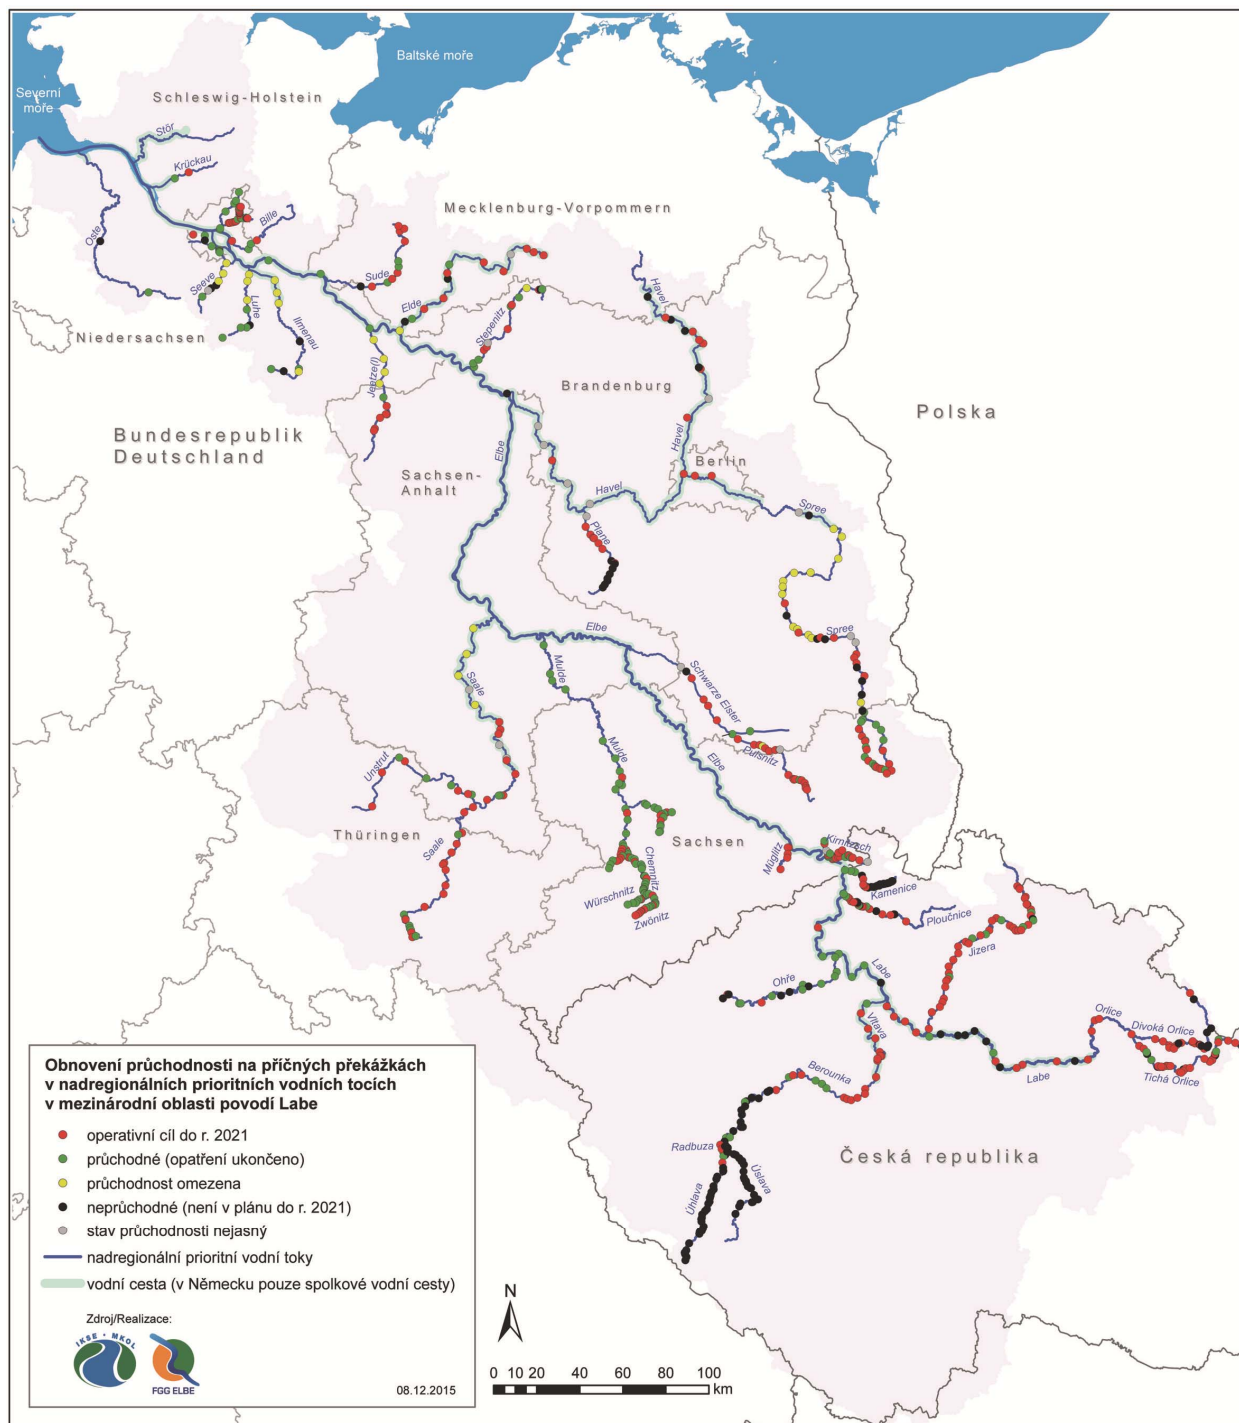 Baltské moře
Severní
moře
Schleswig-Holstein
Stör
Krückau
Mecklenburg-Vorpommern
Bille
Oste
Sude
Seeve
Luhe
Ilmenau
Elde
Havel
Stepenitz
Niedersachsen
Jeetze(l)
Brandenburg
Polska
Bundesrepublik
Deutschland
Elbe
Havel
Berlin
Sachsen-
Anhalt
Havel
Spree
Plane
Elbe
Spree
Mulde
Schwarze Elster
Saale
Mulde
Pulsnitz
Elbe
Unstrut
Thüringen
Saale
Sachsen
Müglitz
Kirnitzsch
Chemnitz
Würschnitz
Zwönitz
Kamenice
Ploučnice
Jizera
Labe
Ohře
Vltava
Orlice
Divoká Orlice
Tichá Orlice
Labe
Berounka
Radbuza
Úhlava
Úslava
Česká republika
Obnovení průchodnosti na příčných překážkách
v nadregionálních prioritních vodních tocích
v mezinárodní oblasti povodí Labe
operativní cíl do r. 2021
průchodné (opatření ukončeno)
průchodnost omezena
neprůchodné (není v plánu do r. 2021)
stav průchodnosti nejasný
nadregionální prioritní vodní toky
vodní cesta (v Německu pouze spolkové vodní cesty)
Zdroj/Realizace:
IKSE • MKOL
FGG ELBE
08.12.2015
N
0 10 20 40 60 80 100
km